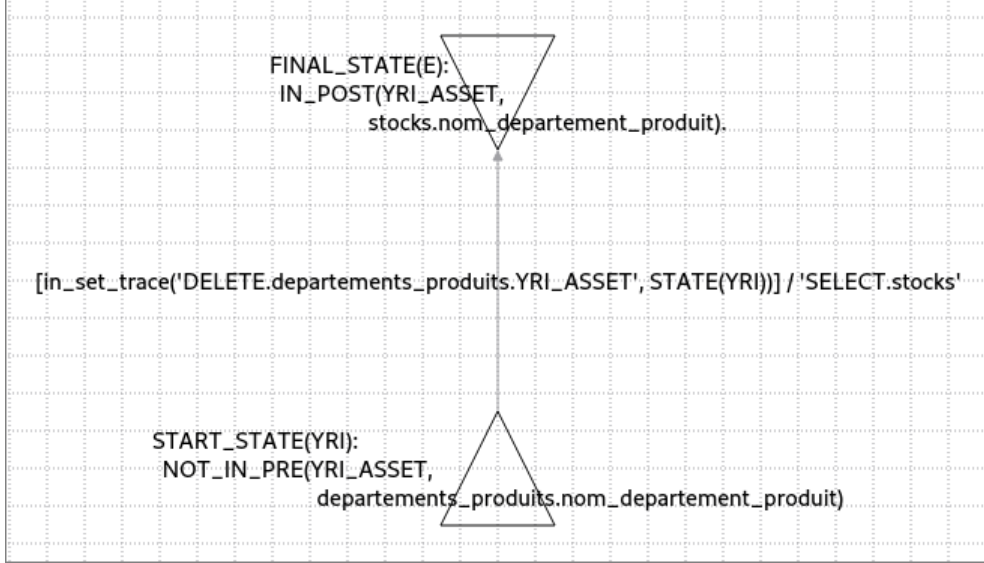 FINAL_STATE(E):
IN_POST(YRI_ASSET,
stocks.nom_departement_produit).
[in_set_trace('DELETE.departements_produits.YRI_ASSET', STATE(YRI))] / 'SELECT.stocks'
START_STATE(YRI):
NOT_IN_PRE(YRI_ASSET,
departements_produits.nom_departement_produit)